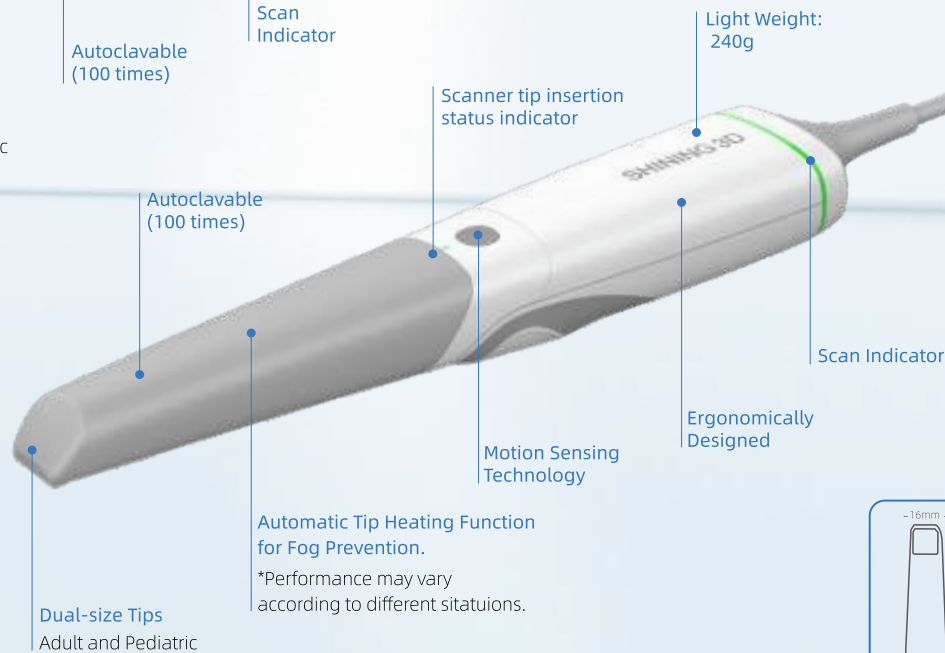 Scan
Indicator
Light Weight:
240g
Autoclavable
(100 times)
Scanner tip insertion
status indicator
SHINING 3D
c
Autoclavable
(100 times)
Scan Indicator
Ergonomically
Designed
Motion Sensing
Technology
Automatic Tip Heating Function
for Fog Prevention.
*Performance may vary
according to different sitatuions.
16mm
Dual-size Tips
Adult and Pediatric